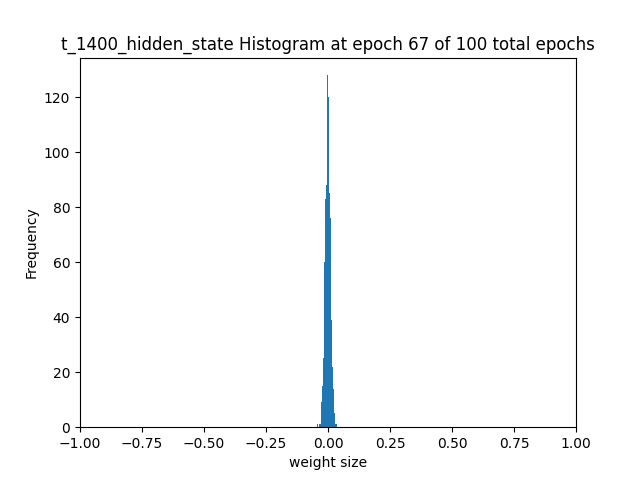 t_1400_hidden_state Histogram at epoch 67 of 100 total epochs
120
100
80
60
40
20
0
Frequency
−1.00 −0.75 −0.50 −0.25 0.00 0.25 0.50 0.75 1.00
weight size